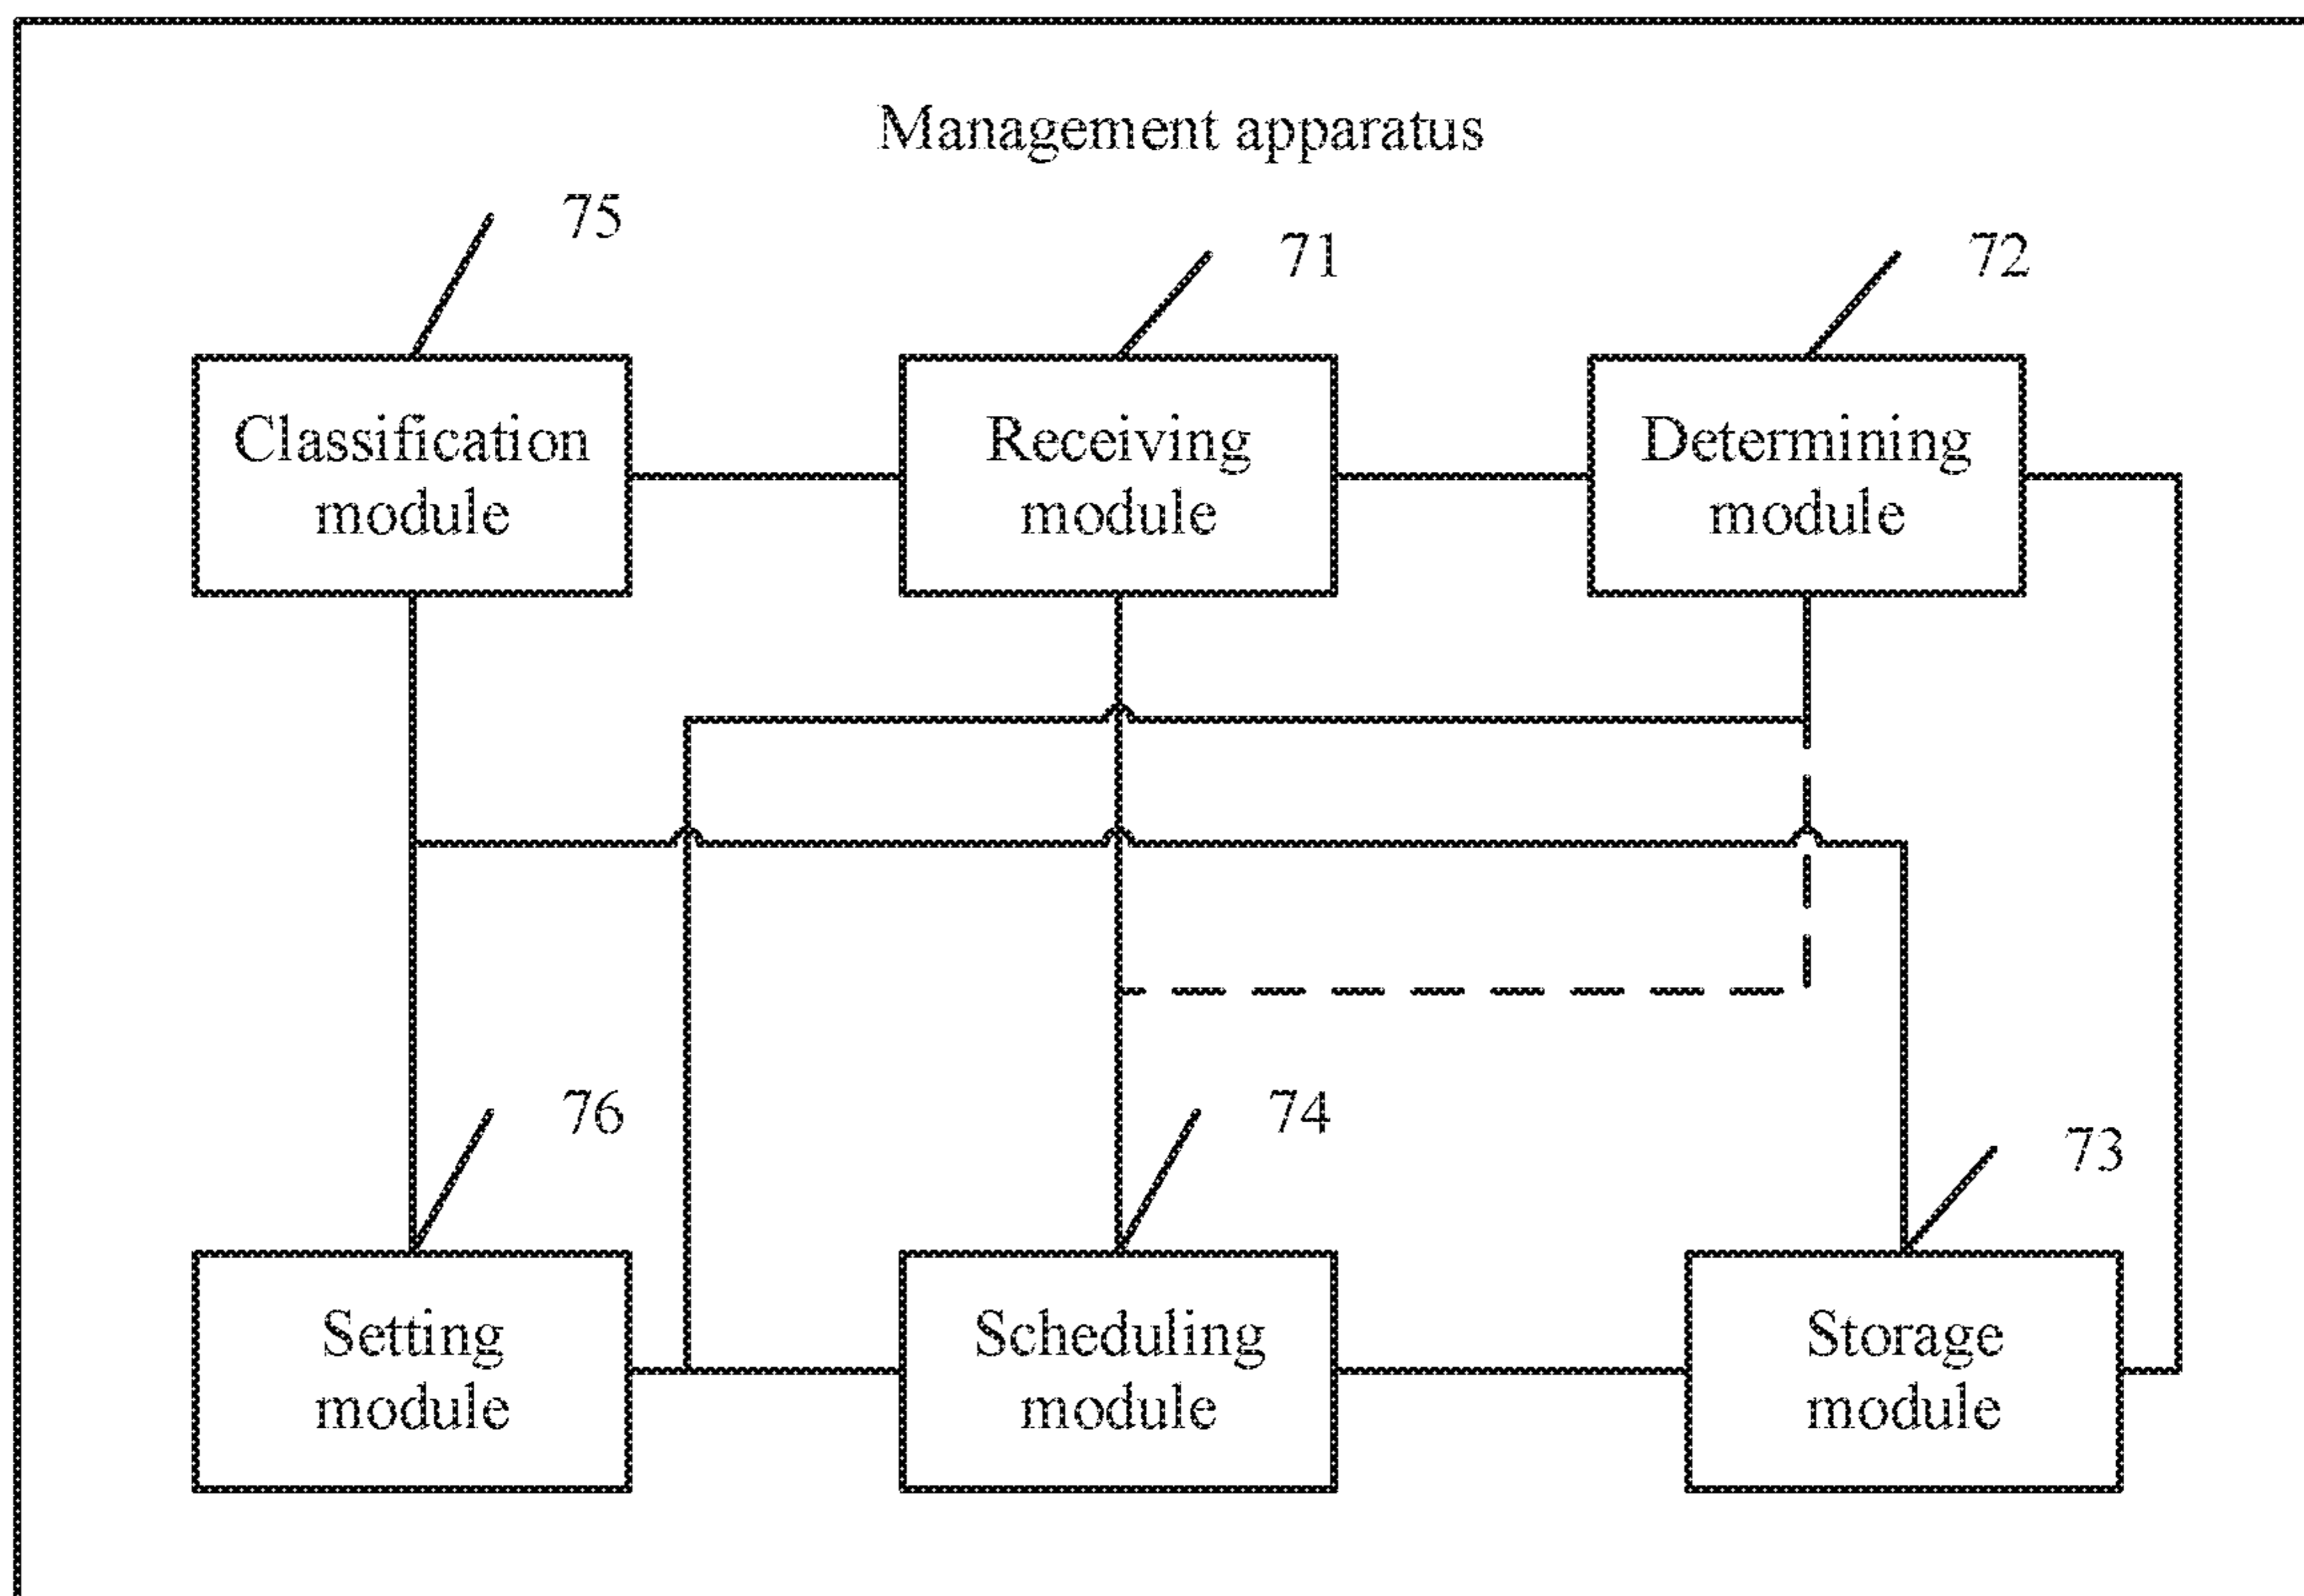 Management apparatus
75
71
72
Classification
module
Receiving
module
Determining
module
76
74
73
Setting
module
Scheduling
module
Storage
module